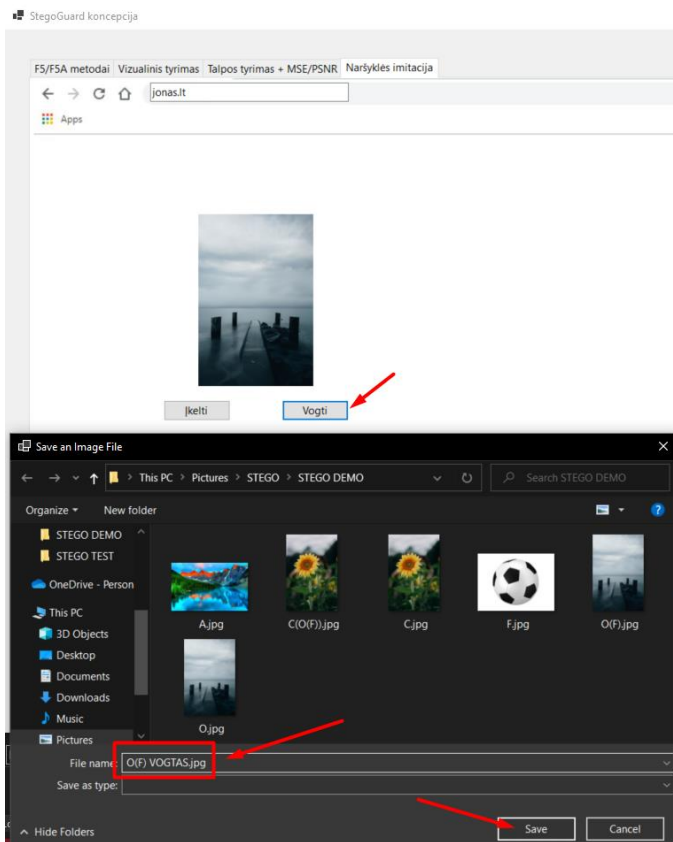 StegoGuard koncepcija
F5/F5A metodai Vizualinis tyrimas Talpos tyrimas + MSE/PSNR Naršyklės imitacija
jonas.lt
Apps
Įkelti Vogti
Save an Image File
This PC > Pictures > STEGO > STEGO DEMO Search STEGO DEMO
Organize New folder
STEGO DEMO
STEGO TEST
OneDrive - Person
This PC
3D Objects
Desktop
Documents
Downloads
Music
Pictures
A.jpg C(O(F)).jpg C.jpg F.jpg O(F).jpg
O.jpg
File name: O(F) VOGTAS.jpg
Save as type:
Hide Folders Save Cancel